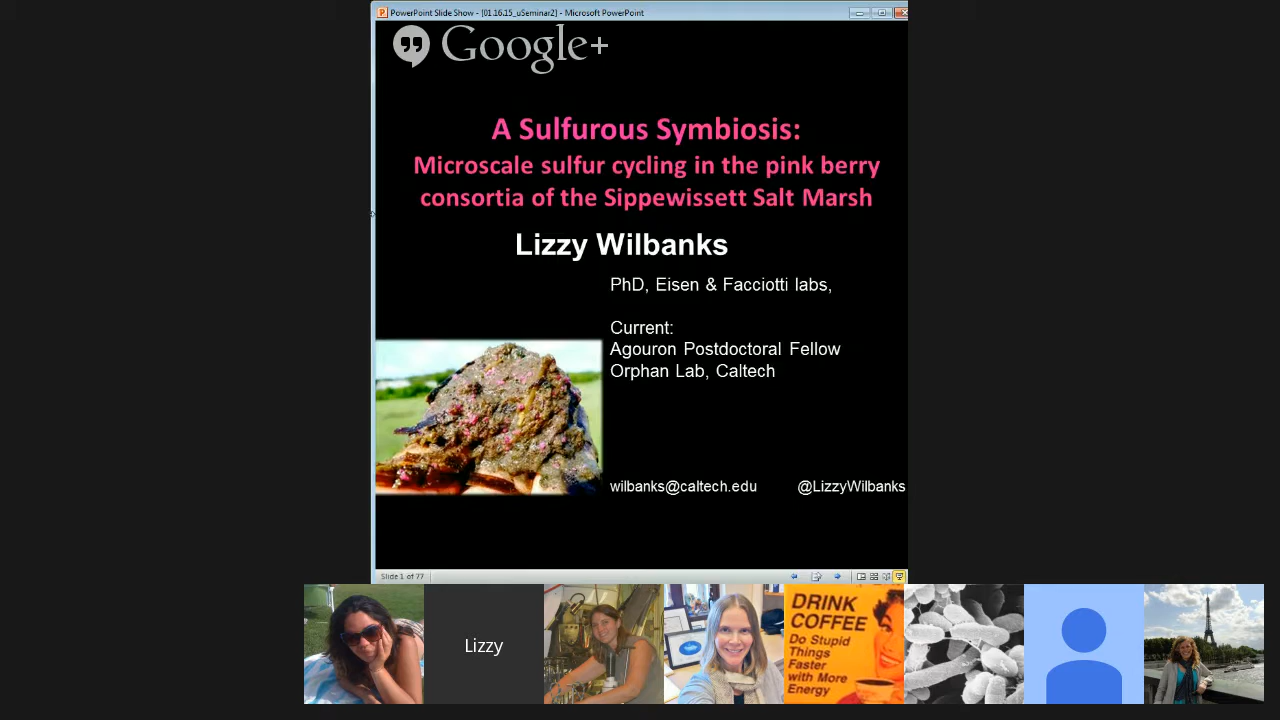 PowerPoint Slide Show - [01.16.15_uSeminar2] - Microsoft PowerPoint
Google+
A Sulfurous Symbiosis:
Microscale sulfur cycling in the pink berry
consortia of the Sippewissett Salt Marsh
Lizzy Wilbanks
PhD, Eisen & Facciotti labs,
Current:
Agouron Postdoctoral Fellow
Orphan Lab, Caltech
wilbanks@caltech.edu @LizzyWilbanks
Slide 1 of 77
Lizzy
DRINK
COFFEE
Do Stupid
Things
Faster
with More
Energy